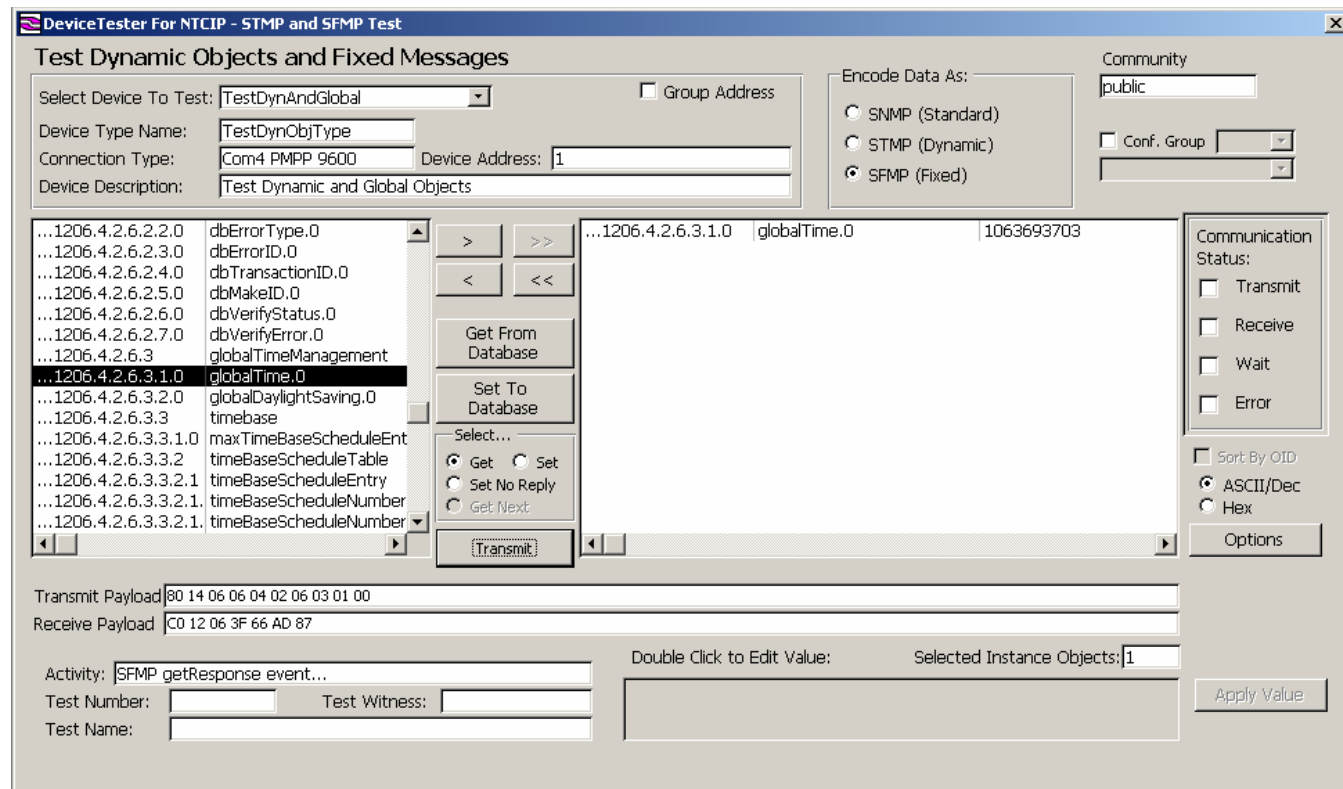 DeviceTester For NTCIP - STMP and SFMP Test
Test Dynamic Objects and Fixed Messages
Select Device To Test: TestDynAndGlobal
Group Address
Device Type Name: TestDynObjType
Connection Type: Com4 PMPP 9600 Device Address: 1
Device Description: Test Dynamic and Global Objects
Encode Data As:
SNMP (Standard)
STMP (Dynamic)
SFMP (Fixed)
Community
public
Conf. Group
...1206.4.2.6.2.2.0 dbErrorType.0
...1206.4.2.6.2.3.0 dbErrorID.0
...1206.4.2.6.2.4.0 dbTransactionID.0
...1206.4.2.6.2.5.0 dbMakeID.0
...1206.4.2.6.2.6.0 dbVerifyStatus.0
...1206.4.2.6.2.7.0 dbVerifyError.0
...1206.4.2.6.3 globalTimeManagement
...1206.4.2.6.3.1.0 globalTime.0
...1206.4.2.6.3.2.0 globalDaylightSaving.0
...1206.4.2.6.3.3 timebase
...1206.4.2.6.3.3.1.0 maxTimeBaseScheduleEnt
...1206.4.2.6.3.3.2 timeBaseScheduleTable
...1206.4.2.6.3.3.2.1 timeBaseScheduleEntry
...1206.4.2.6.3.3.2.1. timeBaseScheduleNumber
...1206.4.2.6.3.3.2.1. timeBaseScheduleNumber
> >>
< <<
Get From
Database
Set To
Database
Select...
Get Set
Set No Reply
Get Next
Transmit
...1206.4.2.6.3.1.0 globalTime.0 1063693703
Communication
Status:
Transmit
Receive
Wait
Error
Sort By OID
ASCII/Dec
Hex
Options
Transmit Payload 80 14 06 06 04 02 06 03 01 00
Receive Payload C0 12 06 3F 66 AD 87
Activity: SFMP getResponse event...
Test Number: Test Witness:
Test Name:
Double Click to Edit Value: Selected Instance Objects: 1
Apply Value